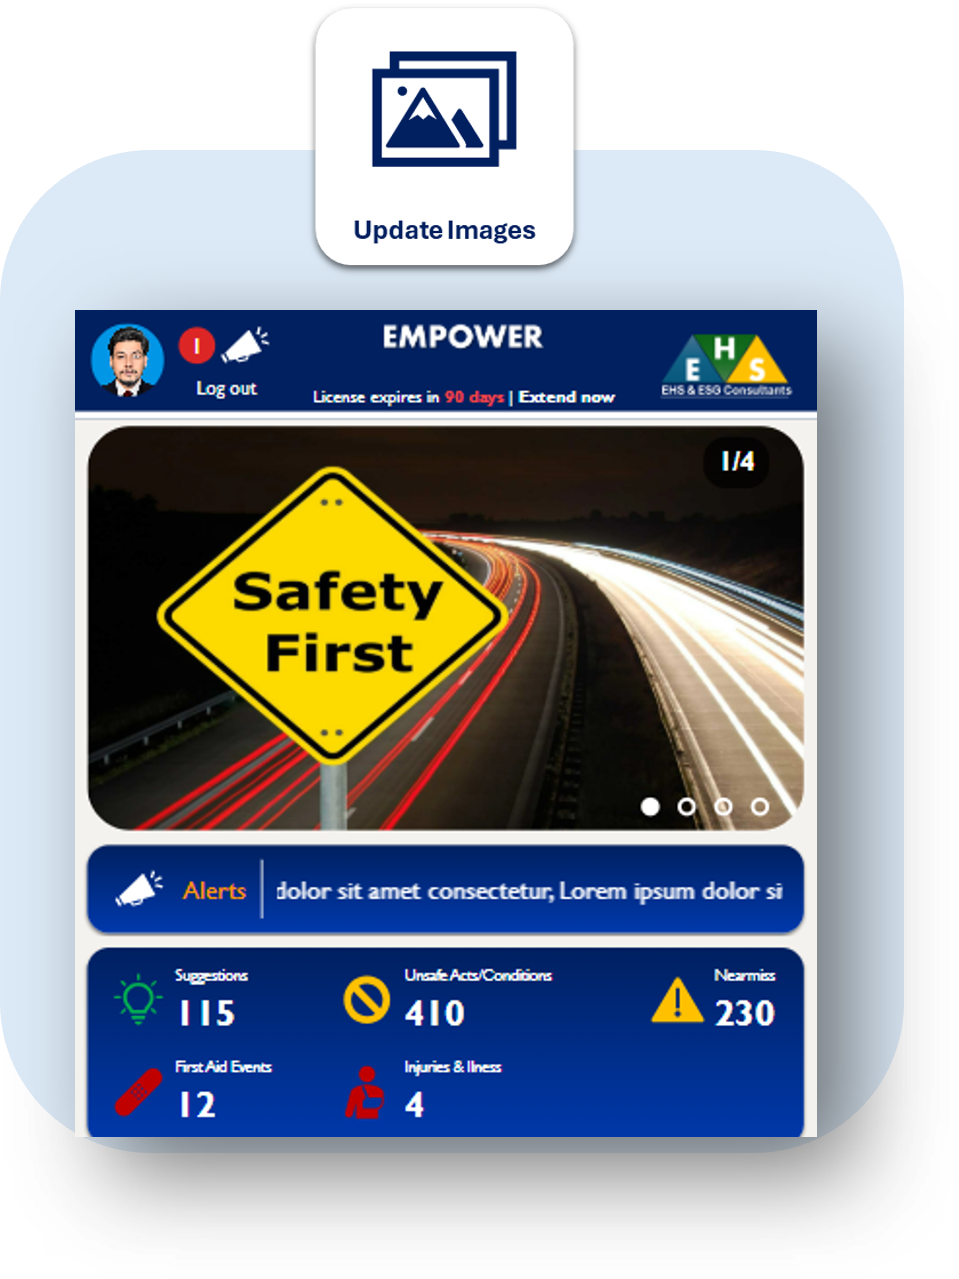 Update Images
EMPOWER
1
Log out
License expires in 90 days | Extend now
E H S
EHS & ESG Consultants
1/4
Safety
First
Alerts
dolor sit amet consectetur, Lorem ipsum dolor si
Suggestions
115
Unsafe Acts/Conditions
410
Nearmiss
230
First Aid Events
12
Injuries & Ilness
4